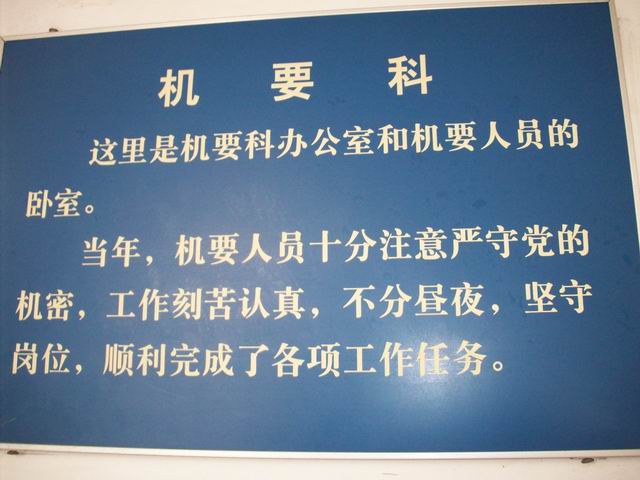 机要科
这里是机要科办公室和机要人员的
卧室。
当年，机要人员十分注意严守党的
机密，工作刻苦认真，不分昼夜，坚守
岗位，顺利完成了各项工作任务。